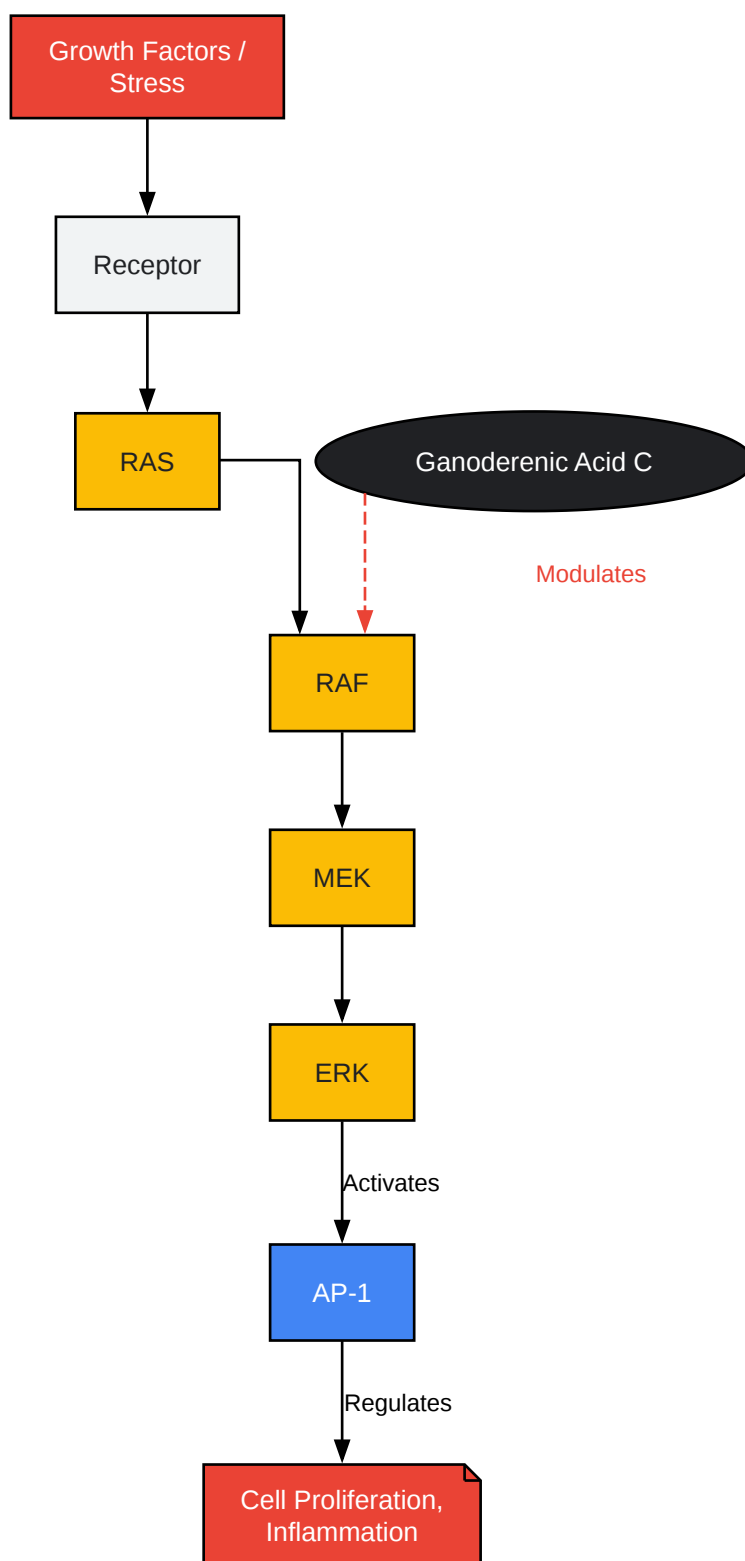 Growth Factors /
Stress
Receptor
RAS
Ganoderenic Acid C
Modulates
RAF
MEK
ERK
Activates
AP-1
Regulates
Cell Proliferation,
Inflammation